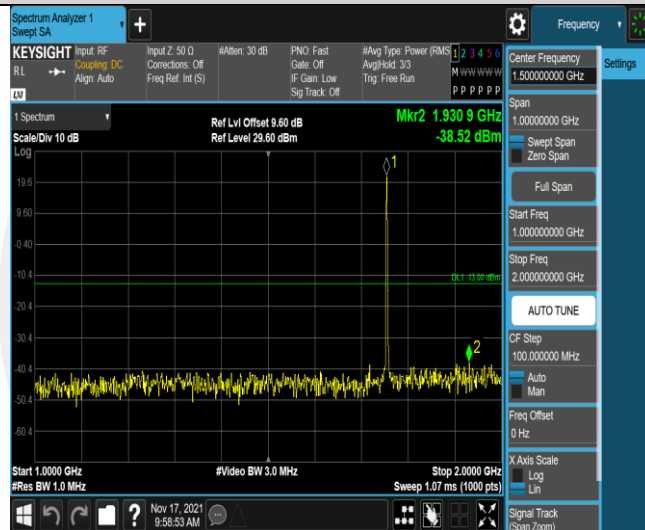 Spectrum Analyzer 1
Swept SA
Frequency
KEYSIGHT
R L
LXI
Input: RF
Coupling: DC
Align: Auto
Input Z: 50 Ω
Corrections: Off
Freq Ref: Int (S)
#Atten: 30 dB
PNO: Fast
Gate: Off
IF Gain: Low
Sig Track: Off
#Avg Type: Power (RMS
Avg|Hold: 3/3
Trig: Free Run
1 2 3 4 5 6
M W W W W W
P P P P P P
Center Frequency
1.500000000 GHz
Settings
1 Spectrum
Scale/Div 10 dB
Log
Ref Lvl Offset 9.60 dB
Ref Level 29.60 dBm
Mkr2 1.930 9 GHz
-38.52 dBm
Span
1.00000000 GHz
Swept Span
Zero Span
Full Span
Start Freq
1.000000000 GHz
Stop Freq
2.000000000 GHz
AUTO TUNE
CF Step
100.000000 MHz
Auto
Man
Freq Offset
0 Hz
X Axis Scale
Log
Lin
Signal Track
(Span Zoom)
1
19.6
9.60
-0.40
-10.4
DL1 -13.00 dBm
-20.4
-30.4
2
-40.4
-50.4
-60.4
Start 1.0000 GHz
#Res BW 1.0 MHz
#Video BW 3.0 MHz
Stop 2.0000 GHz
Sweep 1.07 ms (1000 pts)
?
Nov 17, 2021
9:58:53 AM